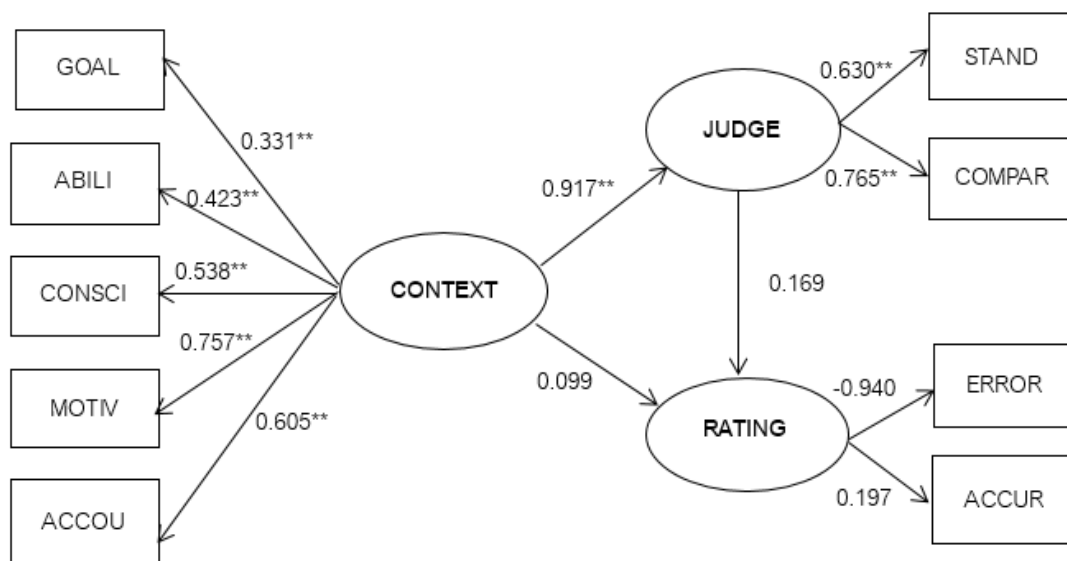 GOAL
ABILI
CONSCI
MOTIV
ACCOU
0.331**
0.423**
0.538**
0.757**
0.605**
CONTEXT
0.917**
0.099
JUDGE
0.169
RATING
0.630**
0.765**
-0.940
0.197
STAND
COMPAR
ERROR
ACCUR